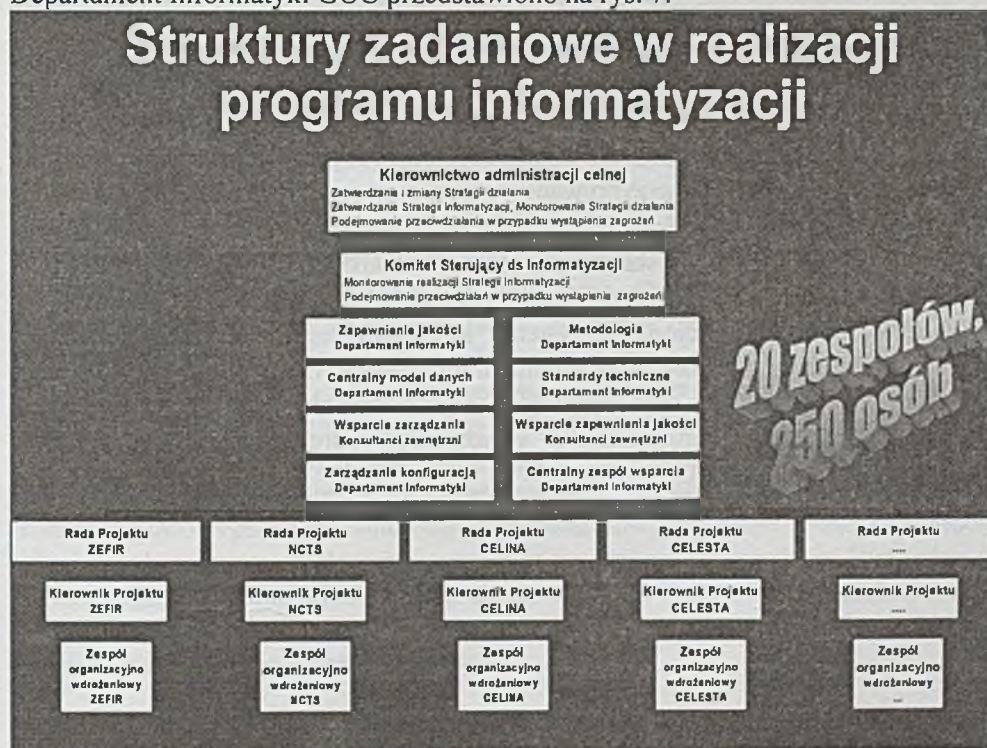 Departament Informatyki GUC przedstawiono na rys. 7.
Struktury zadaniowe w realizacji
programu informatyzacji
Kierownictwo administracji celnej
Zatwierdzanie i zmiany Strategii działania
Zatwierdzanie Strategii Informatyzacji, Monitorowanie Strategii działania
Podejmowanie przeciwdziałania w przypadku wystąpienia zagrożeń
Komitet Sterujący ds Informatyzacji
Monitorowanie realizacji Strategii Informatyzacji
Podejmowanie przeciwdziałań w przypadku wystąpienia zagrożeń
Zapewnienie jakości
Departament Informatyki
Metodologia
Departament Informatyki
Centralny model danych
Departament Informatyki
Standardy techniczne
Departament Informatyki
Wsparcie zarządzania
Konsultanci zewnętrzni
Wsparcie zapewnienia jakości
Konsultanci zewnętrzni
Zarządzanie konfiguracją
Departament Informatyki
Centralny zespół wsparcia
Departament Informatyki
20 zespołów,
250 osób
Rada Projektu
ZEFIR
Rada Projektu
NCTS
Rada Projektu
CELINA
Rada Projektu
CELESTA
Rada Projektu
....
Kierownik Projektu
ZEFIR
Kierownik Projektu
NCTS
Kierownik Projektu
CELINA
Kierownik Projektu
CELESTA
Kierownik Projektu
....
Zespół
organizacyjno
wdrożeniowy
ZEFIR
Zespół
organizacyjno
wdrożeniowy
NCTS
Zespół
organizacyjno
wdrożeniowy
CELINA
Zespół
organizacyjno
wdrożeniowy
CELESTA
Zespół
organizacyjno
wdrożeniowy
....